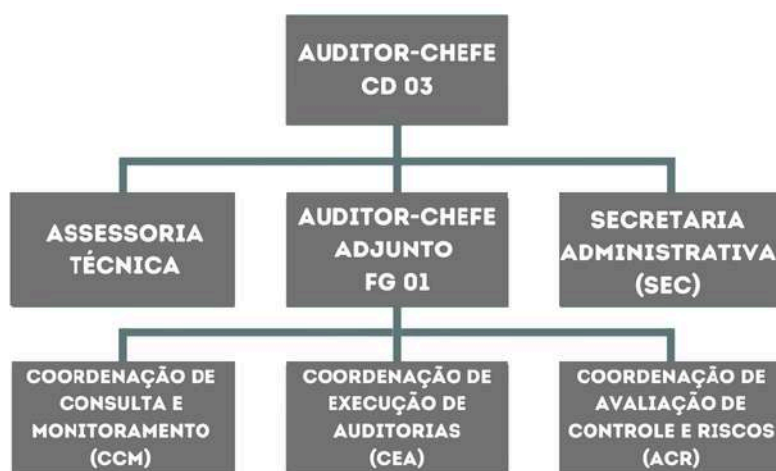 AUDITOR-CHEFE
CD 03
ASSESSORIA
TÉCNICA
AUDITOR-CHEFE
ADJUNTO
FG 01
SECRETARIA
ADMINISTRATIVA
(SEC)
COORDENAÇÃO DE
CONSULTA E
MONITORAMENTO
(CCM)
COORDENAÇÃO DE
EXECUÇÃO DE
AUDITORIAS
(CEA)
COORDENAÇÃO DE
AVALIAÇÃO DE
CONTROLE E RISCOS
(ACR)